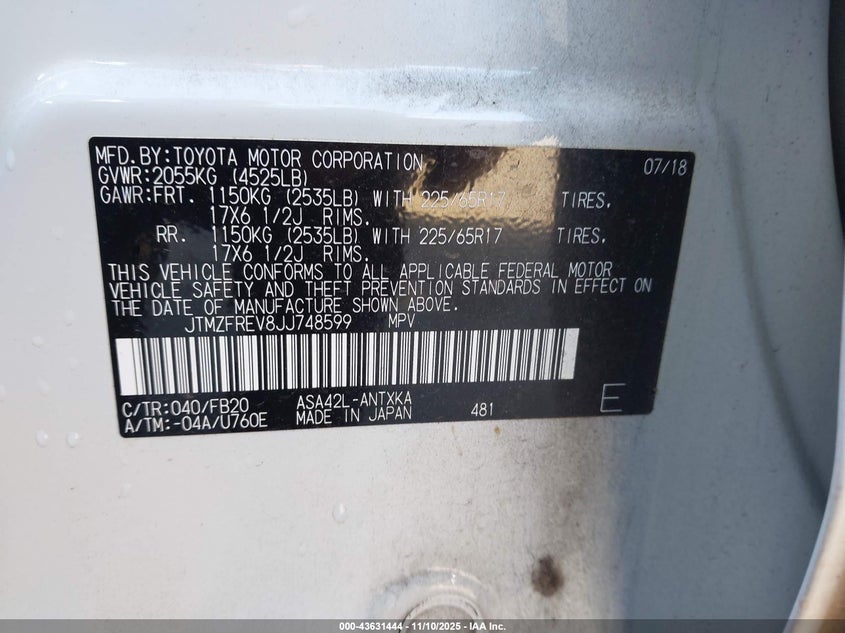 MFD.BY:TOYOTA MOTOR CORPORATION 07/18
GVWR:2055KG (4525LB)
GAWR:FRT. 1150KG (2535LB) WITH 225/65R17 TIRES,
17X6 1/2J RIMS.
RR. 1150KG (2535LB) WITH 225/65R17 TIRES,
17X6 1/2J RIMS.
THIS VEHICLE CONFORMS TO ALL APPLICABLE FEDERAL MOTOR
VEHICLE SAFETY AND THEFT PREVENTION STANDARDS IN EFFECT ON
THE DATE OF MANUFACTURE SHOWN ABOVE.
JTMZFREV8JJ748599 MPV
C/TR:040/FB20 ASA42L-ANTXKA
A/TM:-04A/U760E MADE IN JAPAN 481 E
000-43631444 - 11/10/2025 - IAA Inc.